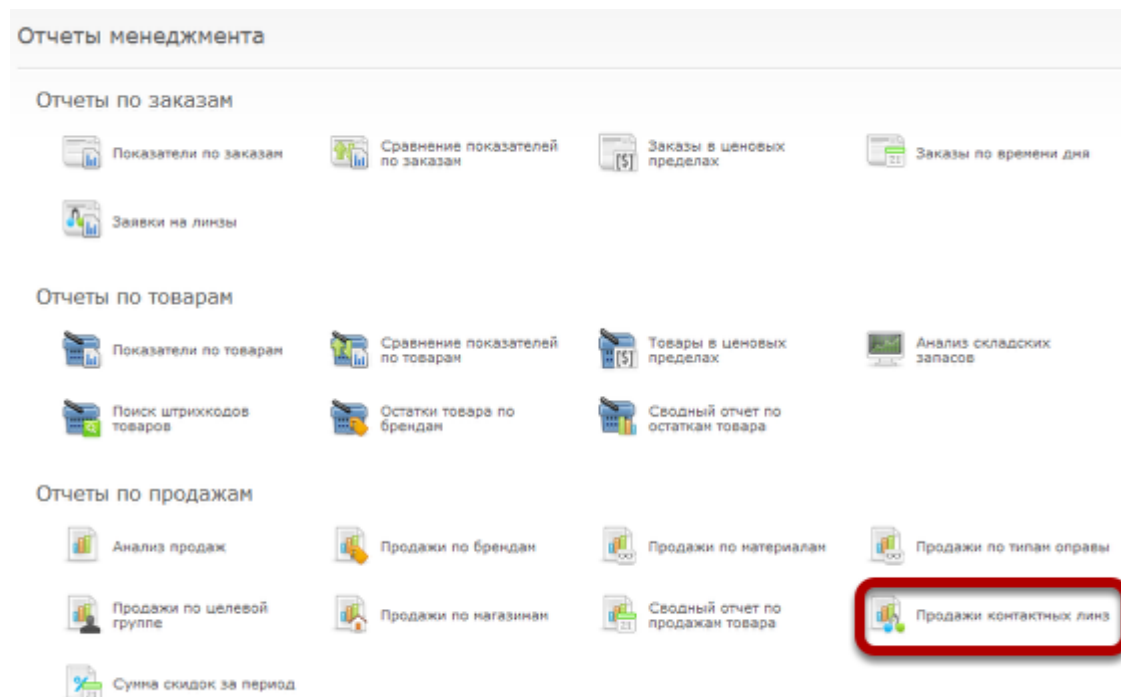 Отчеты менеджмента
Отчеты по заказам
Показатели по заказам
Сравнение показателей
по заказам
Заказы в ценовых
пределах
Заказы по времени дня
Заявки на линзы
Отчеты по товарам
Показатели по товарам
Сравнение показателей
по товарам
Товары в ценовых
пределах
Анализ складских
запасов
Поиск штрихкодов
товаров
Остатки товара по
брендам
Сводный отчет по
остаткам товара
Отчеты по продажам
Анализ продаж
Продажи по брендам
Продажи по материалам
Продажи по типам оправы
Продажи по целевой
группе
Продажи по магазинам
Сводный отчет по
продажам товара
Продажи контактных линз
Сумма скидок за период